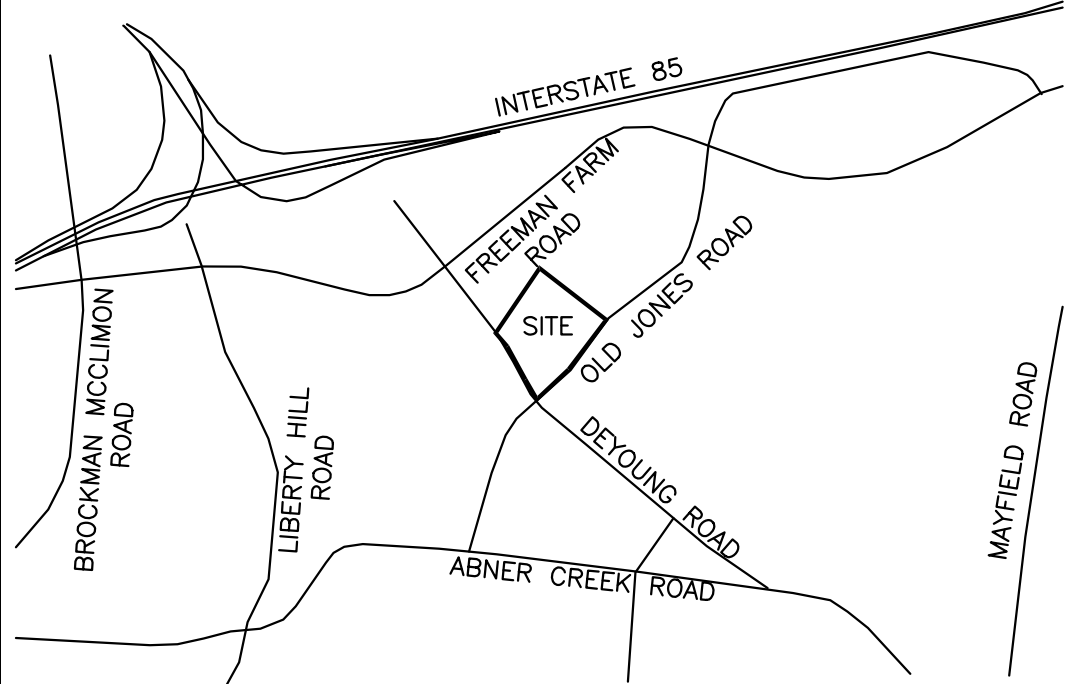 INTERSTATE 85
FREEMAN FARM
ROAD
SITE
OLD JONES ROAD
BROCKMAN MCCLIMON
ROAD
LIBERTY HILL
ROAD
DEYOUNG ROAD
MAYFIELD ROAD
ABNER CREEK ROAD